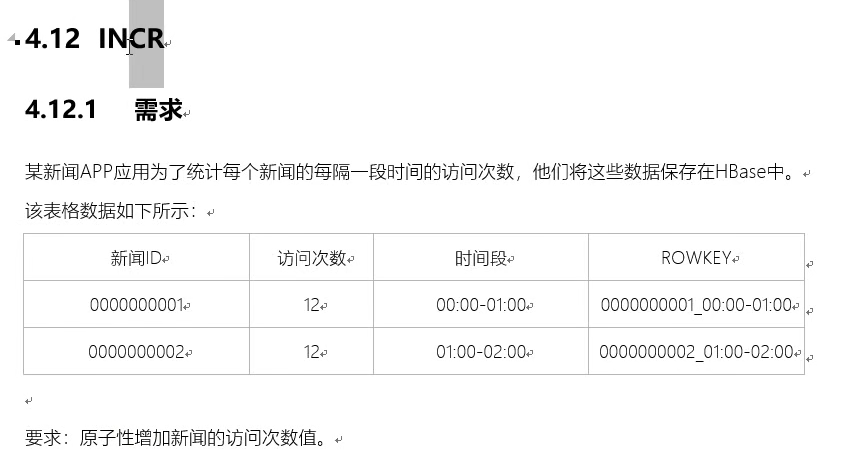 4.12 INCR
4.12.1 需求
某新闻APP应用为了统计每个新闻的每隔一段时间的访问次数，他们将这些数据保存在HBase中。
该表格数据如下所示：
新闻ID 访问次数 时间段 ROWKEY
0000000001 12 00:00-01:00 0000000001_00:00-01:00
0000000002 12 01:00-02:00 0000000002_01:00-02:00
要求：原子性增加新闻的访问次数值。